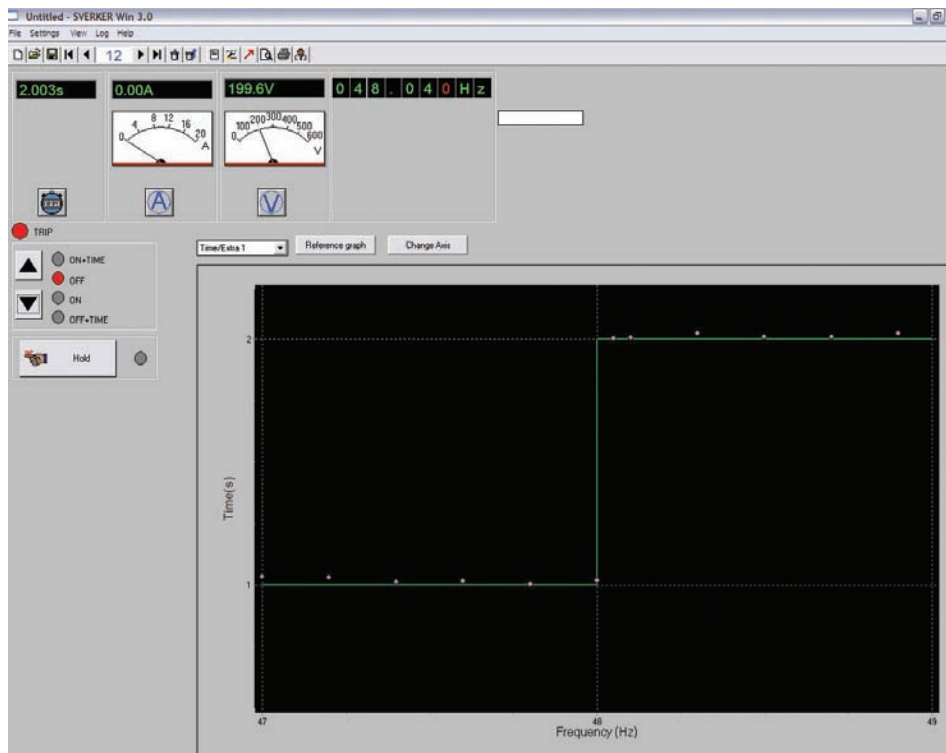 Untitled - SVERKER Win 3.0
File Settings View Log Help
12
2.003s 0.00A 199.6V 048.040Hz
0 4 8 12 16 20 A
0 100 200 300 400 500 600 V
A V
TRIP
ON+TIME
OFF
ON
OFF+TIME
Hold
Time/Extra 1 Reference graph Change Axis
2
Time(s)
1
47 48 49
Frequency (Hz)